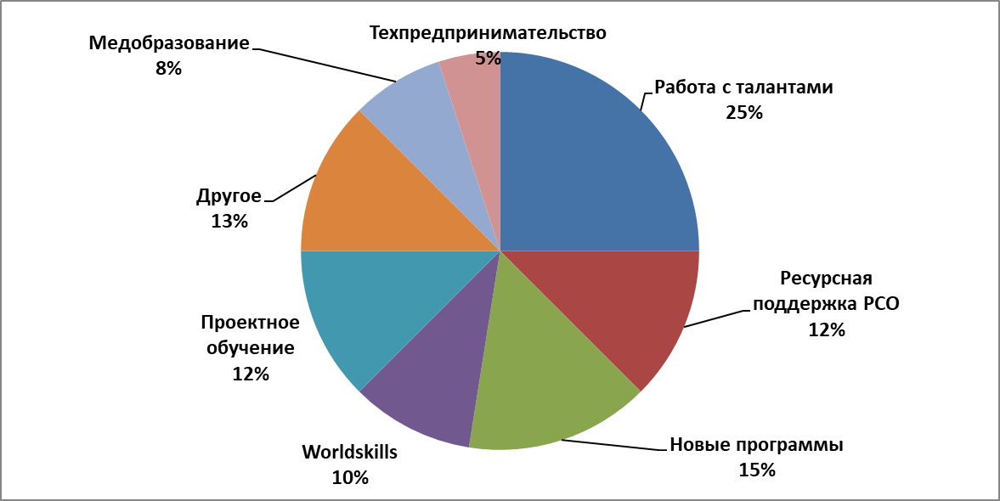 Техпредпринимательство
5%
Медобразование
8%
Работа с талантами
25%
Другое
13%
Ресурсная
поддержка РСО
12%
Проектное
обучение
12%
Новые программы
15%
Worldskills
10%